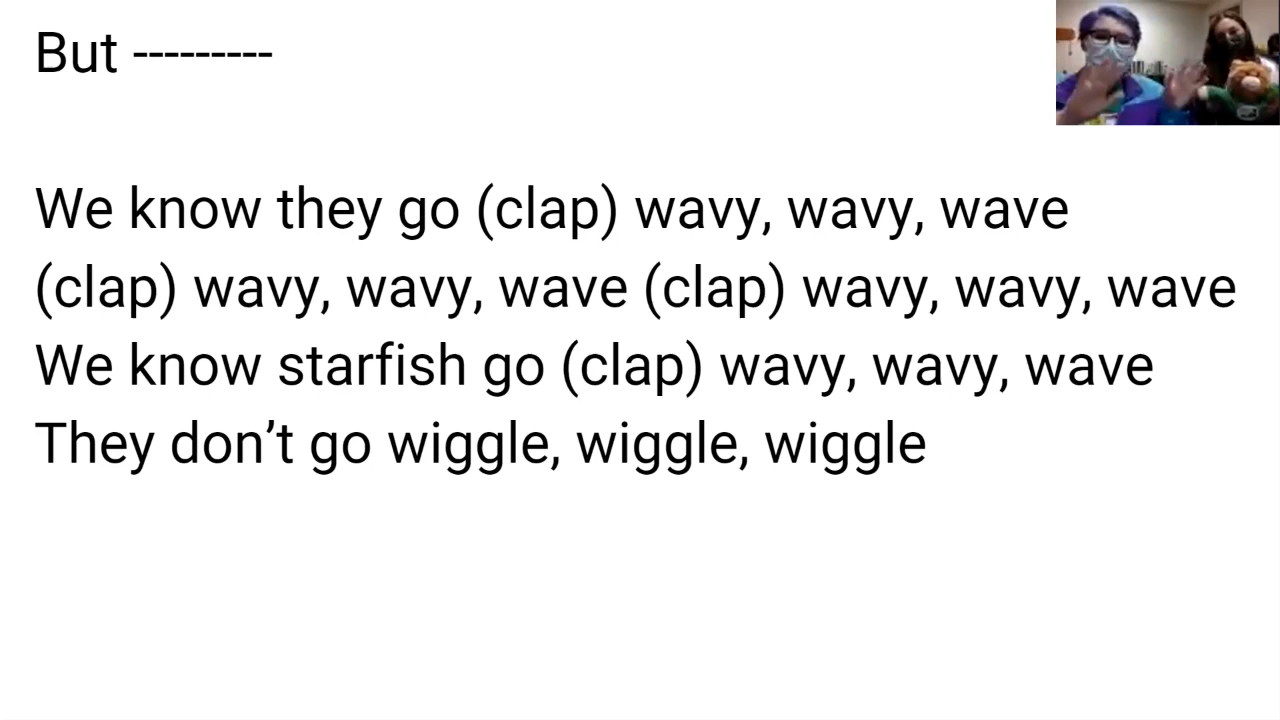 But ---------
We know they go (clap) wavy, wavy, wave
(clap) wavy, wavy, wave (clap) wavy, wavy, wave
We know starfish go (clap) wavy, wavy, wave
They don’t go wiggle, wiggle, wiggle